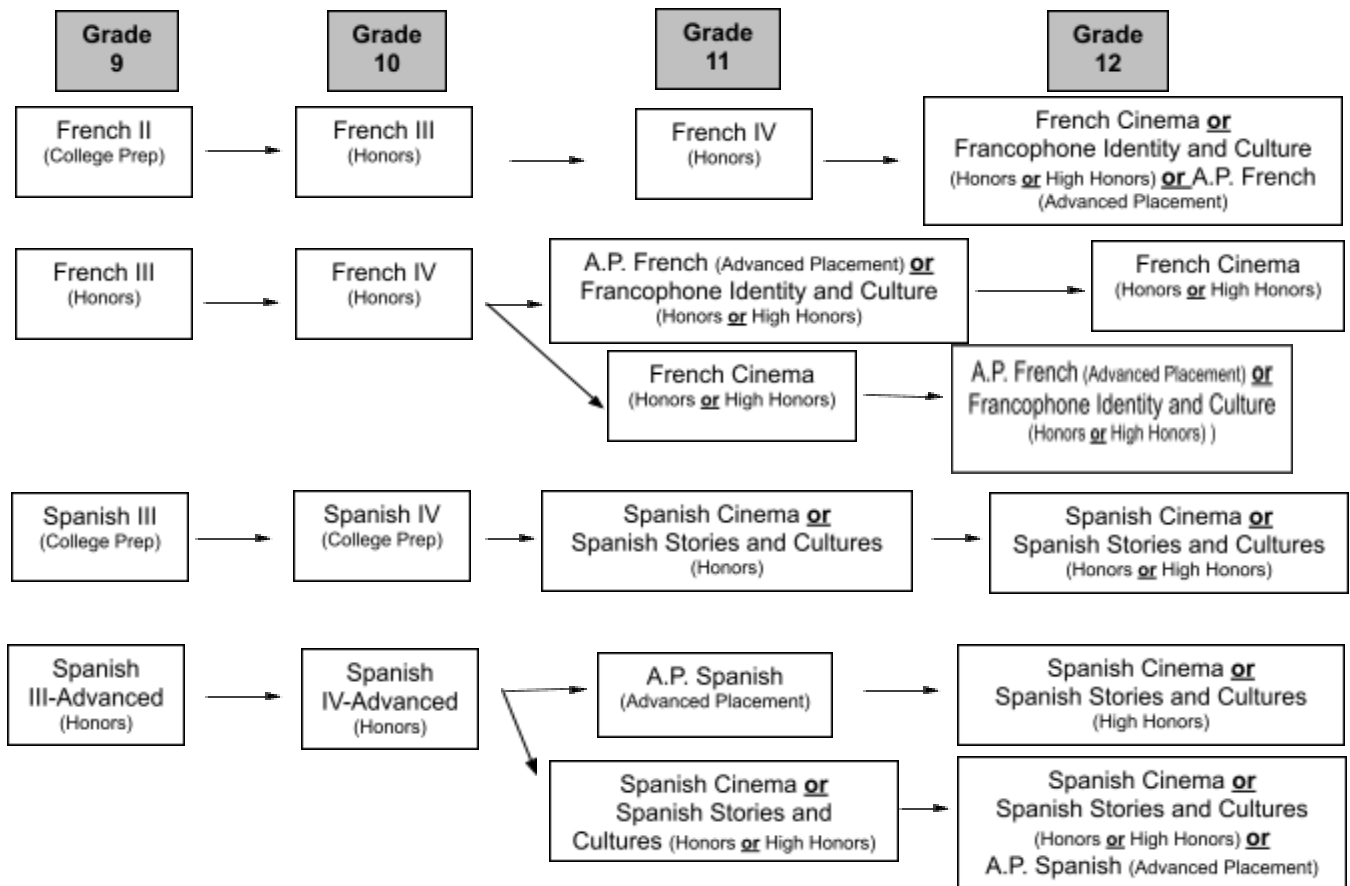 Grade
9
Grade
10
Grade
11
Grade
12
French II
(College Prep)
French III
(Honors)
French IV
(Honors)
French Cinema or
Francophone Identity and Culture
(Honors or High Honors) or A.P. French
(Advanced Placement)
French III
(Honors)
French IV
(Honors)
A.P. French (Advanced Placement) or
Francophone Identity and Culture
(Honors or High Honors)
French Cinema
(Honors or High Honors)
French Cinema
(Honors or High Honors)
A.P. French (Advanced Placement) or
Francophone Identity and Culture
(Honors or High Honors) )
Spanish III
(College Prep)
Spanish IV
(College Prep)
Spanish Cinema or
Spanish Stories and Cultures
(Honors)
Spanish Cinema or
Spanish Stories and Cultures
(Honors or High Honors)
Spanish
III-Advanced
(Honors)
Spanish
IV-Advanced
(Honors)
A.P. Spanish
(Advanced Placement)
Spanish Cinema or
Spanish Stories and Cultures
(High Honors)
Spanish Cinema or
Spanish Stories and
Cultures (Honors or High Honors)
Spanish Cinema or
Spanish Stories and Cultures
(Honors or High Honors) or
A.P. Spanish (Advanced Placement)